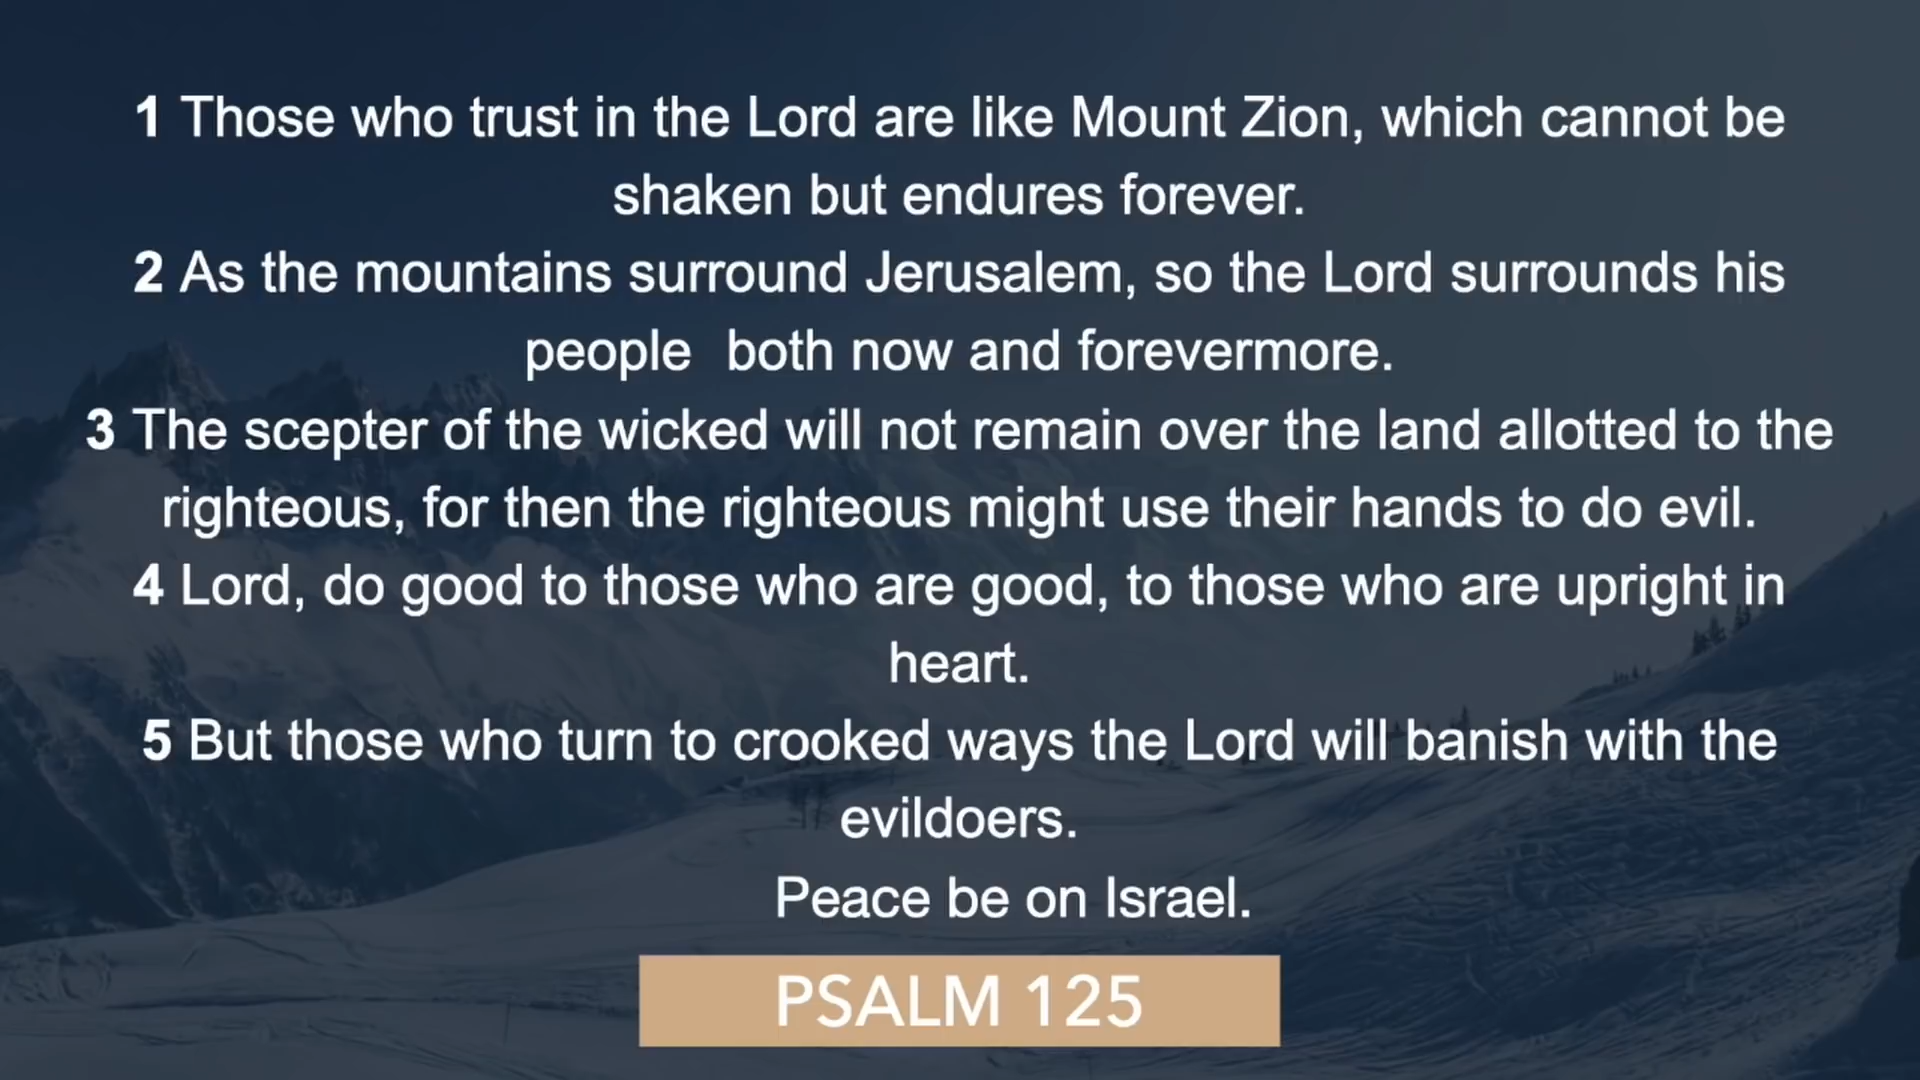 1 Those who trust in the Lord are like Mount Zion, which cannot be
shaken but endures forever.
2 As the mountains surround Jerusalem, so the Lord surrounds his
people  both now and forevermore.
3 The scepter of the wicked will not remain over the land allotted to the
righteous, for then the righteous might use their hands to do evil.
4 Lord, do good to those who are good, to those who are upright in
heart.
5 But those who turn to crooked ways the Lord will banish with the
evildoers.
Peace be on Israel.
PSALM 125